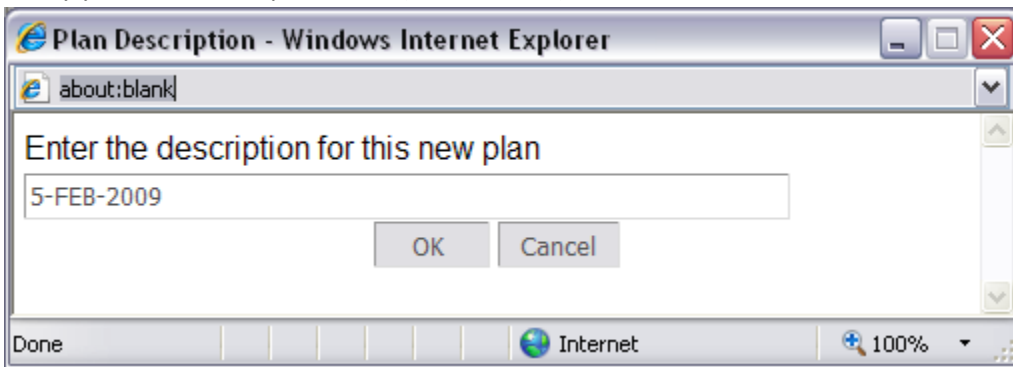 Plan Description - Windows Internet Explorer
about:blank
Enter the description for this new plan
5-FEB-2009
OK Cancel
Done Internet 100%